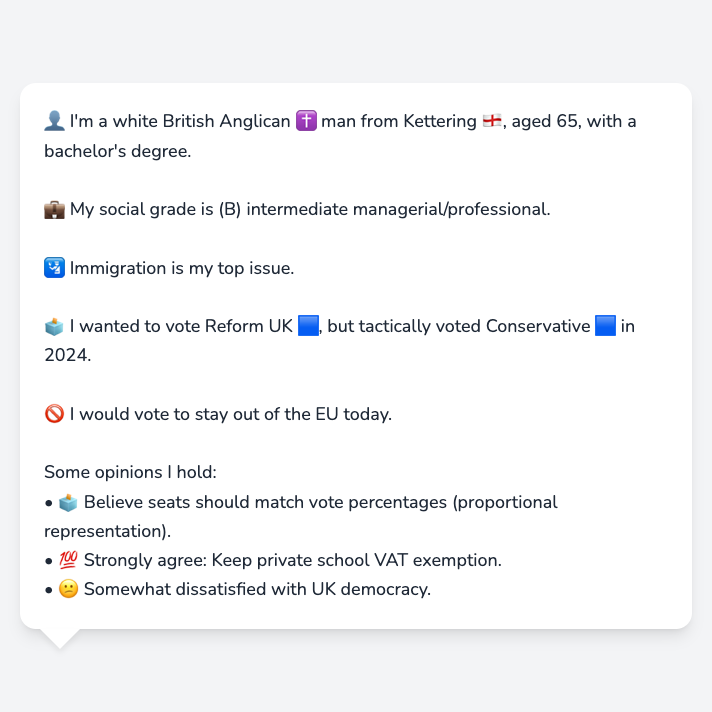 👤 I'm a white British Anglican ✝️ man from Kettering 🏴󠁧󠁢󠁥󠁮󠁧󠁿, aged 65, with a
bachelor's degree.
💼 My social grade is (B) intermediate managerial/professional.
🛂 Immigration is my top issue.
🗳️ I wanted to vote Reform UK 🟦, but tactically voted Conservative 🟦 in
2024.
🚫 I would vote to stay out of the EU today.
Some opinions I hold:
• 🗳️ Believe seats should match vote percentages (proportional
representation).
• 💯 Strongly agree: Keep private school VAT exemption.
• 😕 Somewhat dissatisfied with UK democracy.